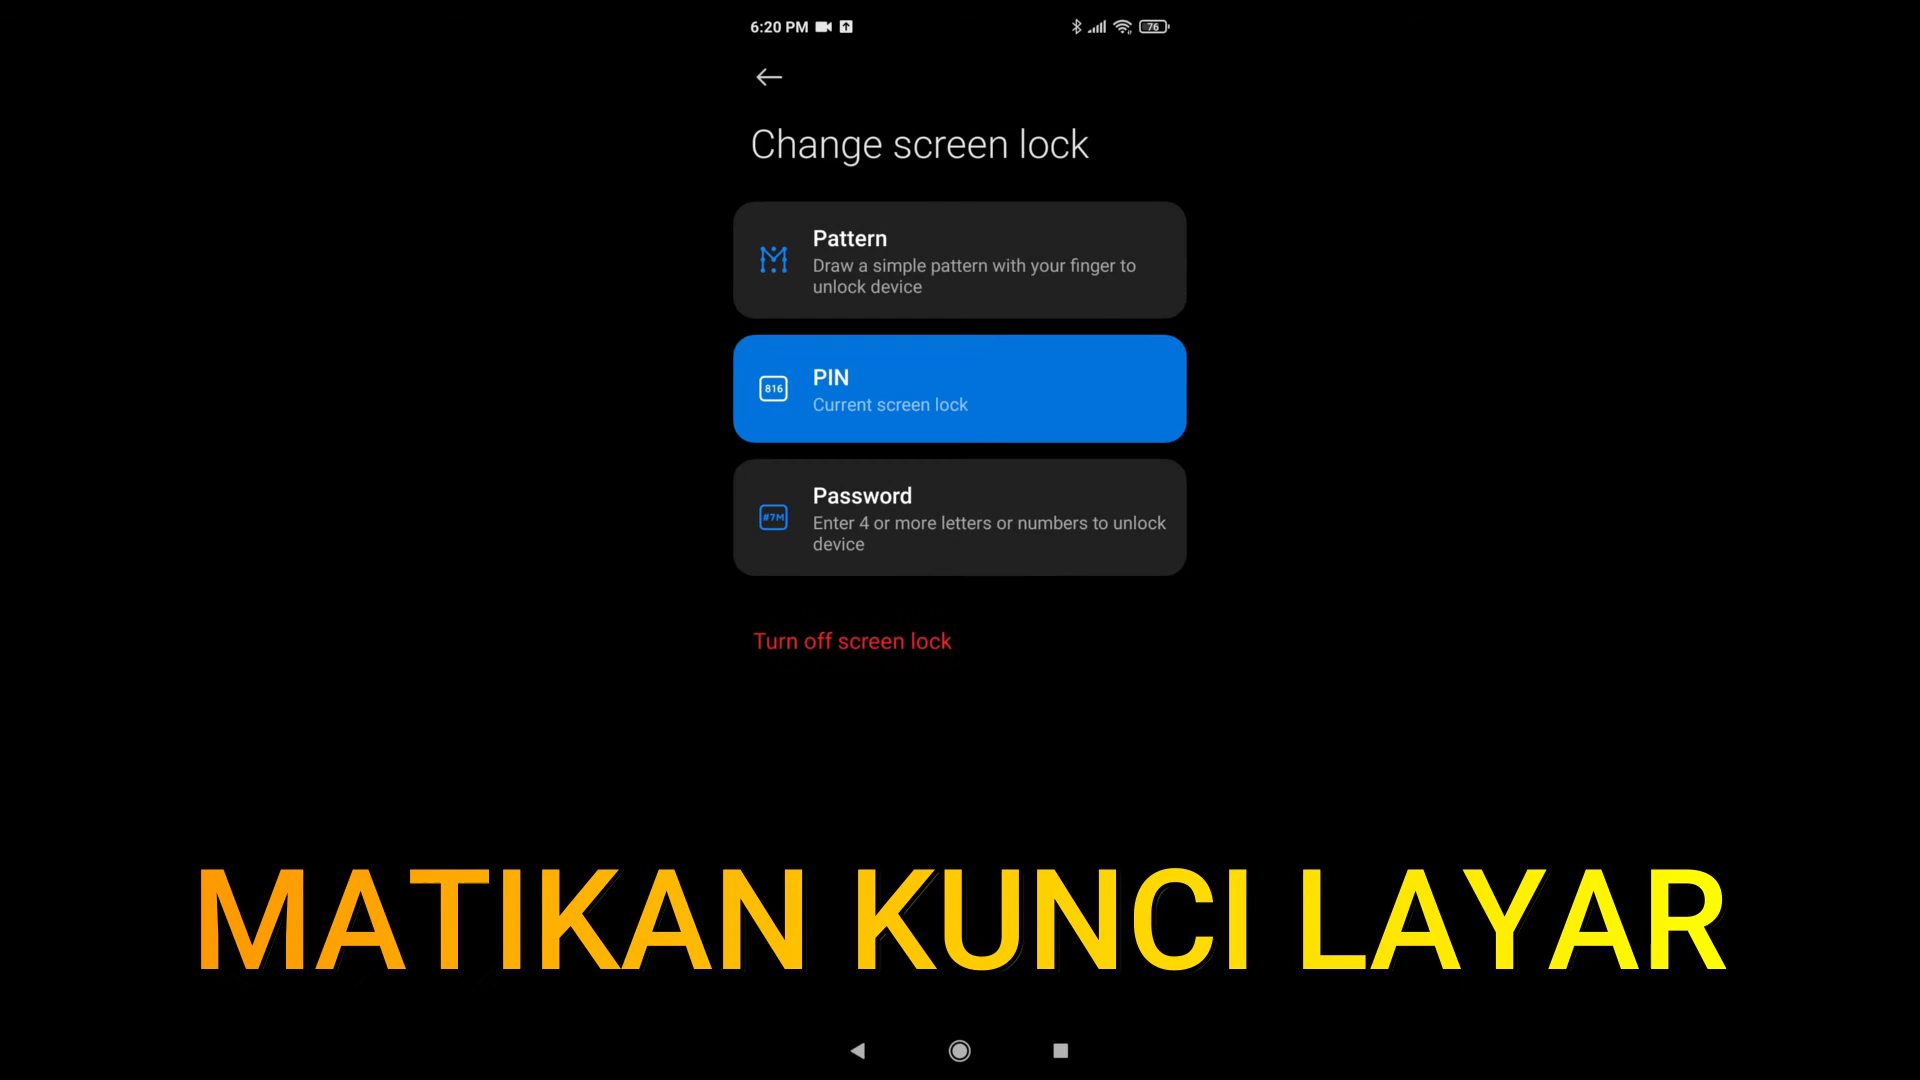 6:20 PM
76
Change screen lock
Pattern
Draw a simple pattern with your finger to
unlock device
816
PIN
Current screen lock
#7M
Password
Enter 4 or more letters or numbers to unlock
device
Turn off screen lock
MATIKAN KUNCI LAYAR